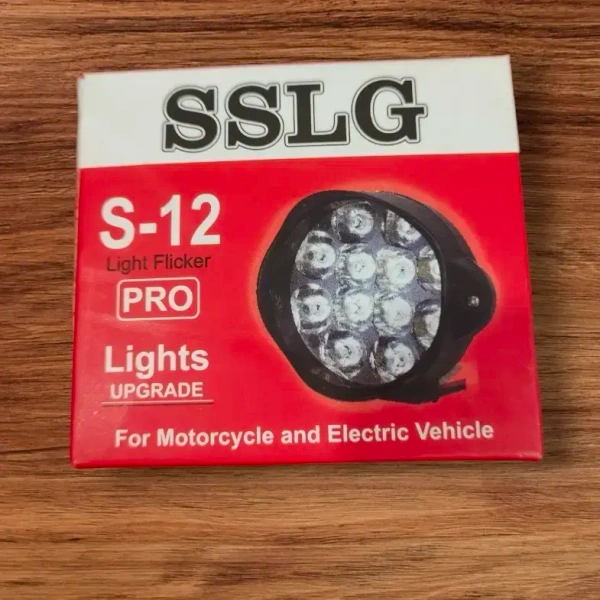 SSLG
S-12
Light Flicker
PRO
Lights
UPGRADE
For Motorcycle and Electric Vehicle